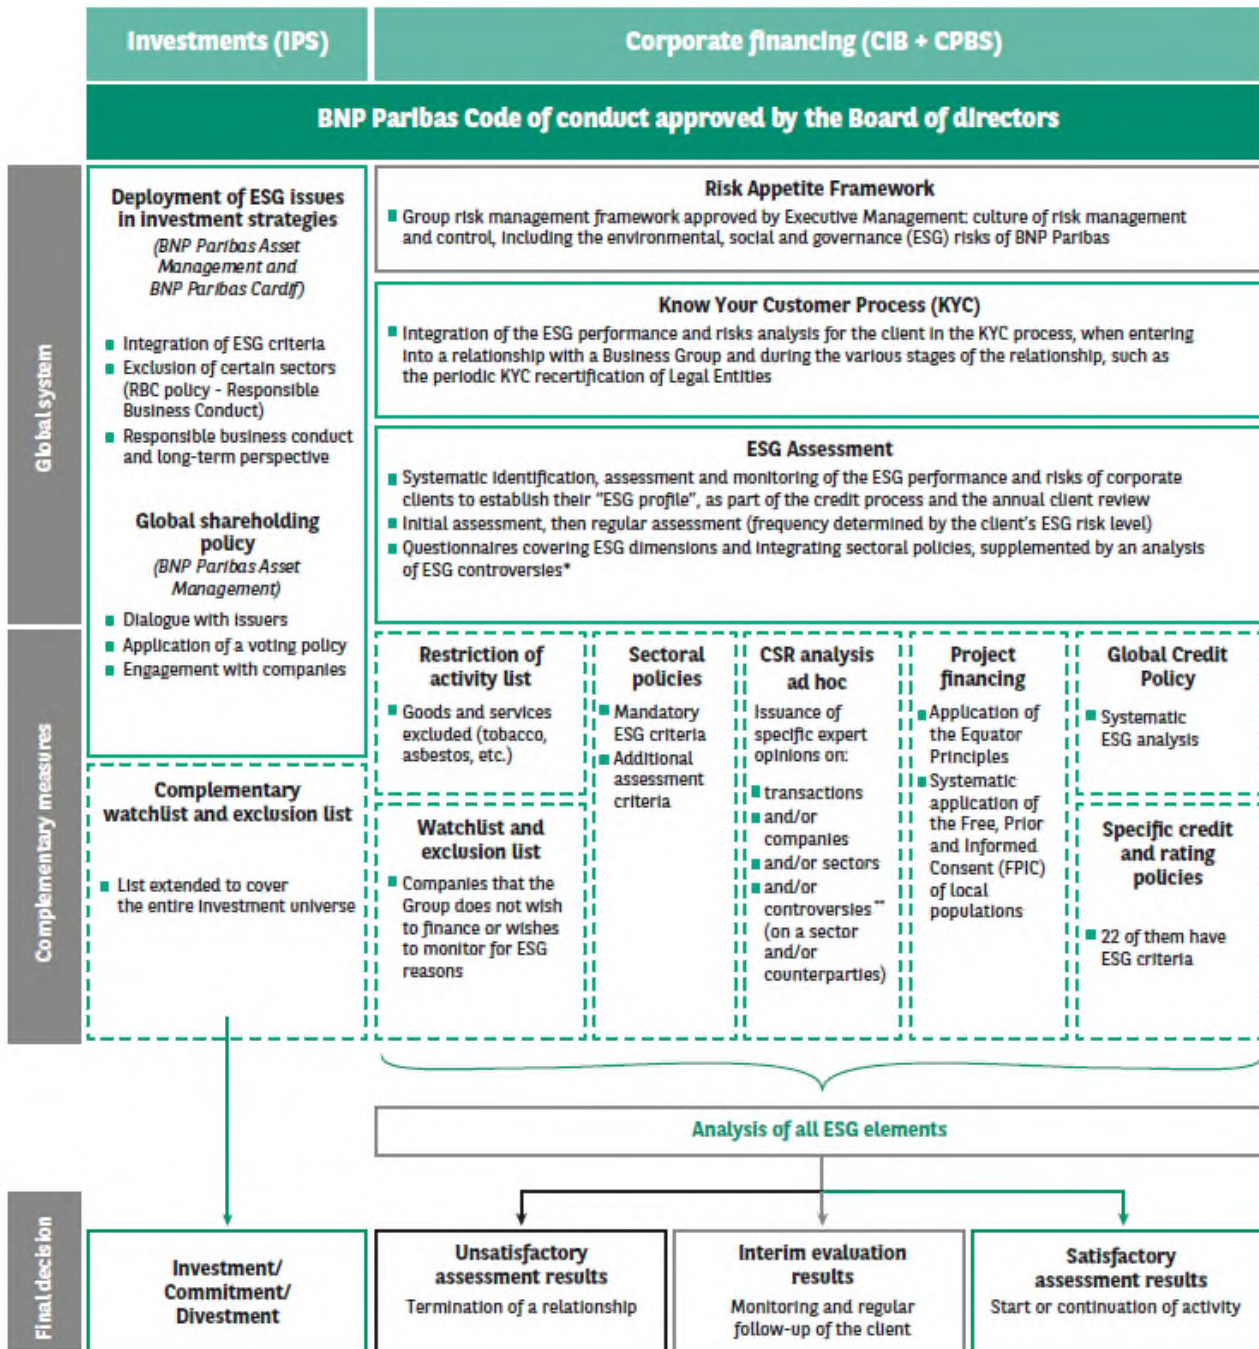 Investments (IPS)
Corporate financing (CIB + CPBS)
BNP Paribas Code of conduct approved by the Board of directors
Global system
Deployment of ESG issues
in investment strategies
(BNP Paribas Asset
Management and
BNP Paribas Cardif)
Integration of ESG criteria
Exclusion of certain sectors
(RBC policy - Responsible
Business Conduct)
Responsible business conduct
and long-term perspective
Global shareholding
policy
(BNP Paribas Asset
Management)
Dialogue with issuers
Application of a voting policy
Engagement with companies
Risk Appetite Framework
Group risk management framework approved by Executive Management: culture of risk management
and control, including the environmental, social and governance (ESG) risks of BNP Paribas
Know Your Customer Process (KYC)
Integration of the ESG performance and risks analysis for the client in the KYC process, when entering
into a relationship with a Business Group and during the various stages of the relationship, such as
the periodic KYC recertification of Legal Entities
ESG Assessment
Systematic identification, assessment and monitoring of the ESG performance and risks of corporate
clients to establish their "ESG profile", as part of the credit process and the annual client review
Initial assessment, then regular assessment (frequency determined by the client's ESG risk level)
Questionnaires covering ESG dimensions and integrating sectoral policies, supplemented by an analysis
of ESG controversies*
Complementary measures
Complementary
watchlist and exclusion list
List extended to cover
the entire investment universe
Restriction of
activity list
Goods and services
excluded (tobacco,
asbestos, etc.)
Watchlist and
exclusion list
Companies that the
Group does not wish
to finance or wishes
to monitor for ESG
reasons
Sectoral
policies
Mandatory
ESG criteria
Additional
assessment
criteria
CSR analysis
ad hoc
Issuance of
specific expert
opinions on:
transactions
and/or
companies
and/or sectors
and/or
controversies**
(on a sector
and/or
counterparties)
Project
financing
Application of
the Equator
Principles
Systematic
application of
the Free, Prior
and Informed
Consent (FPIC)
of local
populations
Global Credit
Policy
Systematic
ESG analysis
Specific credit
and rating
policies
22 of them have
ESG criteria
Analysis of all ESG elements
Final decision
Investment/
Commitment/
Divestment
Unsatisfactory
assessment results
Termination of a relationship
Interim evaluation
results
Monitoring and regular
follow-up of the client
Satisfactory
assessment results
Start or continuation of activity